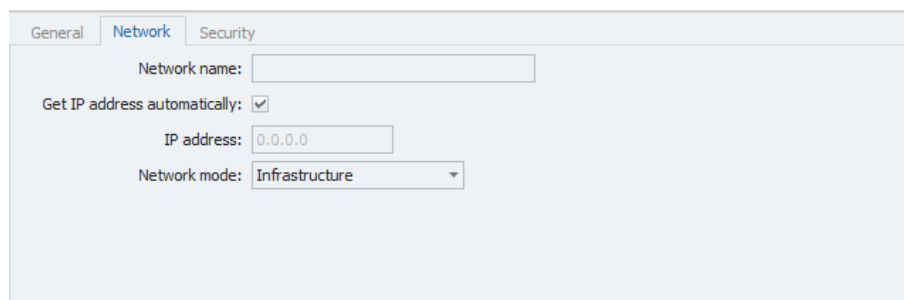 General Network Security
Network name:
Get IP address automatically:
IP address: 0.0.0.0
Network mode: Infrastructure